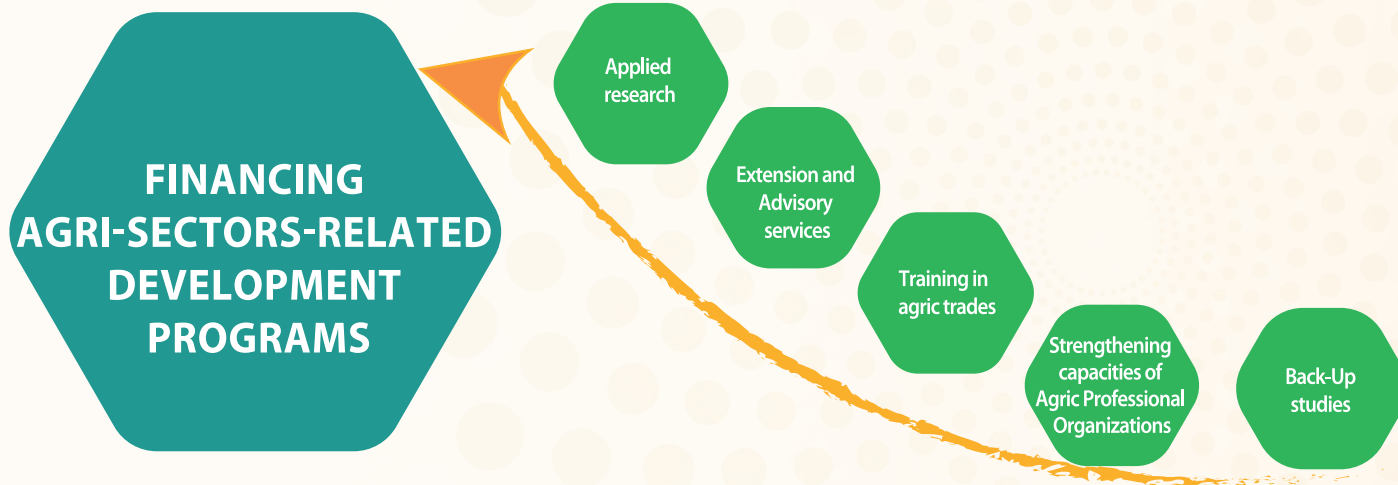 FINANCING
AGRI-SECTORS-RELATED
DEVELOPMENT
PROGRAMS
Applied
research
Extension and
Advisory
services
Training in
agric trades
Strengthening
capacities of
Agric Professional
Organizations
Back-Up
studies